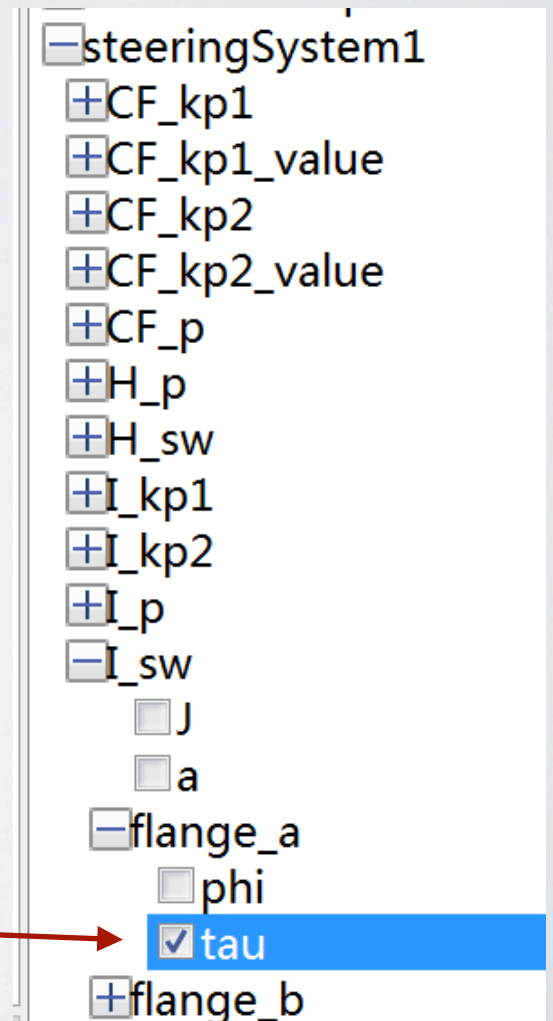 steeringSystem1
CF_kp1
CF_kp1_value
CF_kp2
CF_kp2_value
CF_p
H_p
H_sw
I_kp1
I_kp2
I_p
I_sw
J
a
flange_a
phi
tau
flange_b